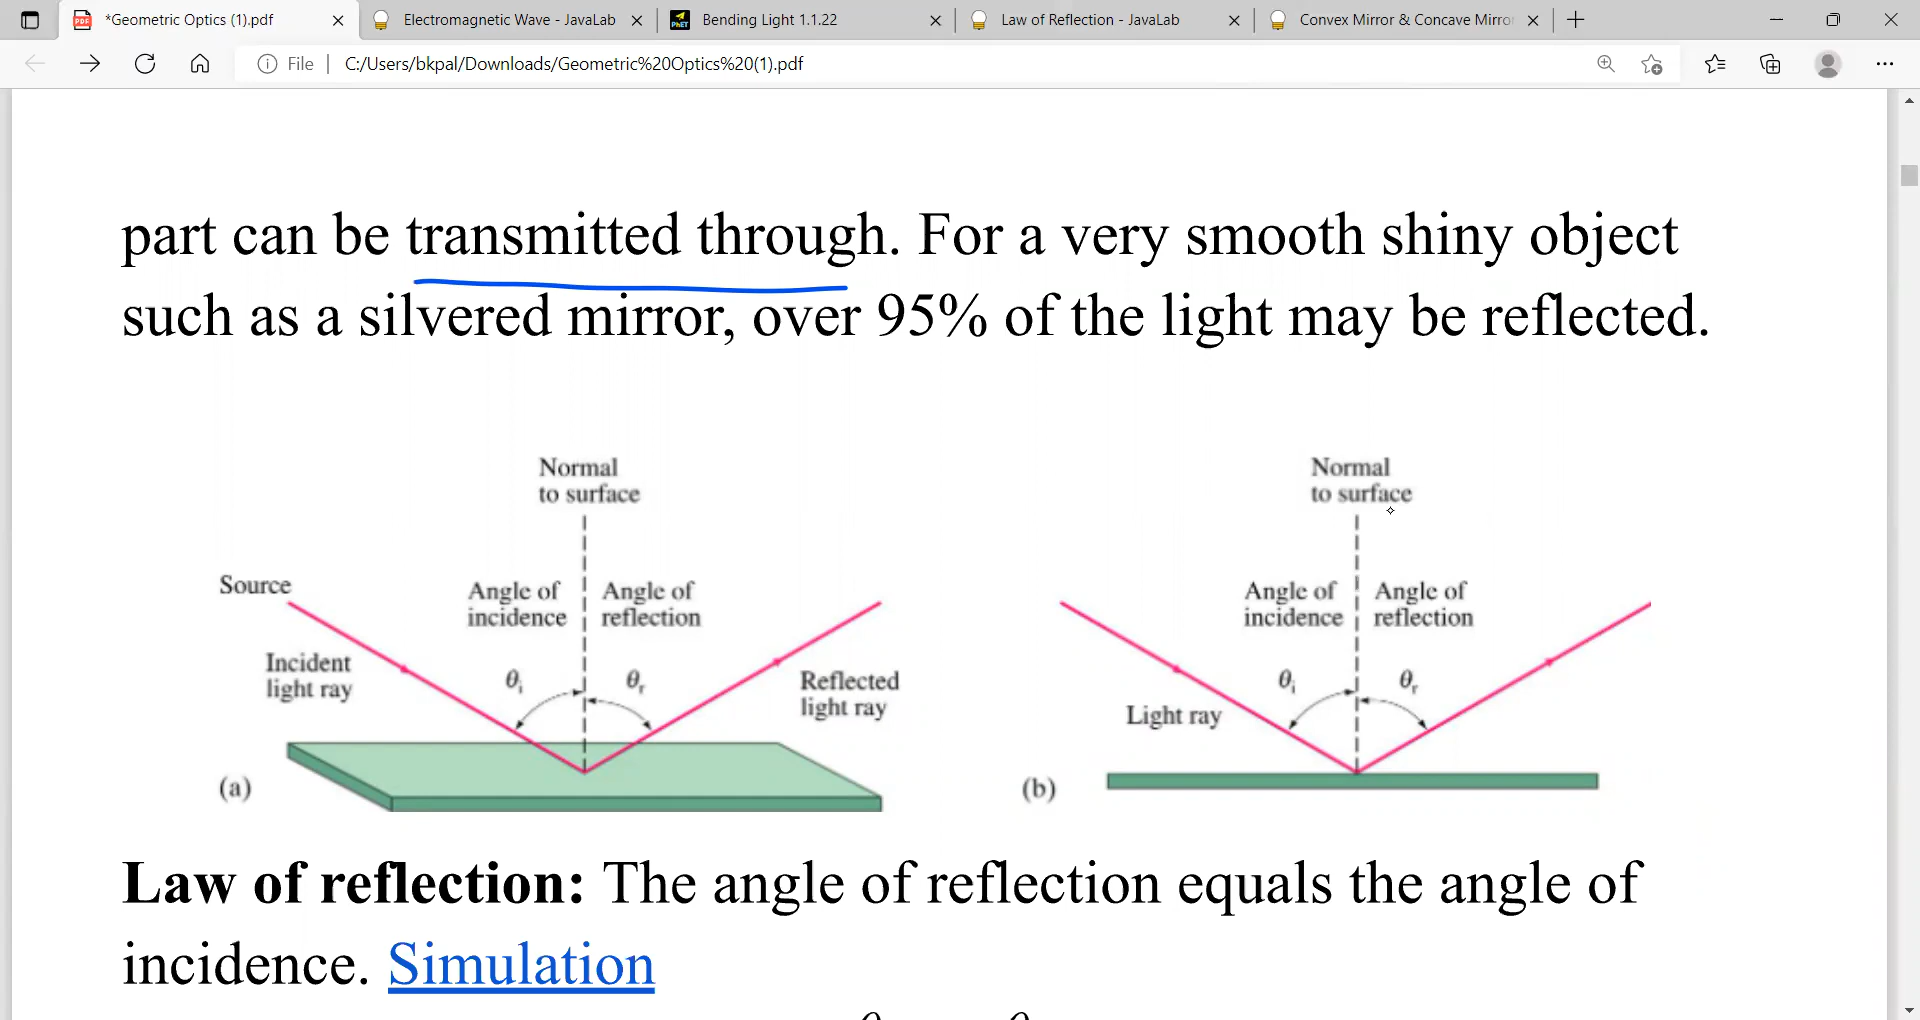 *Geometric Optics (1).pdf
Electromagnetic Wave - JavaLab
Bending Light 1.1.22
Law of Reflection - JavaLab
Convex Mirror & Concave Mirror
File
C:/Users/bkpal/Downloads/Geometric%20Optics%20(1).pdf
part can be transmitted through. For a very smooth shiny object
such as a silvered mirror, over 95% of the light may be reflected.
Normal
to surface
Source
Angle of
incidence
Angle of
reflection
Incident
light ray
θi
θr
Reflected
light ray
(a)
Normal
to surface
Angle of
incidence
Angle of
reflection
θi
θr
Light ray
(b)
Law of reflection: The angle of reflection equals the angle of
incidence. Simulation